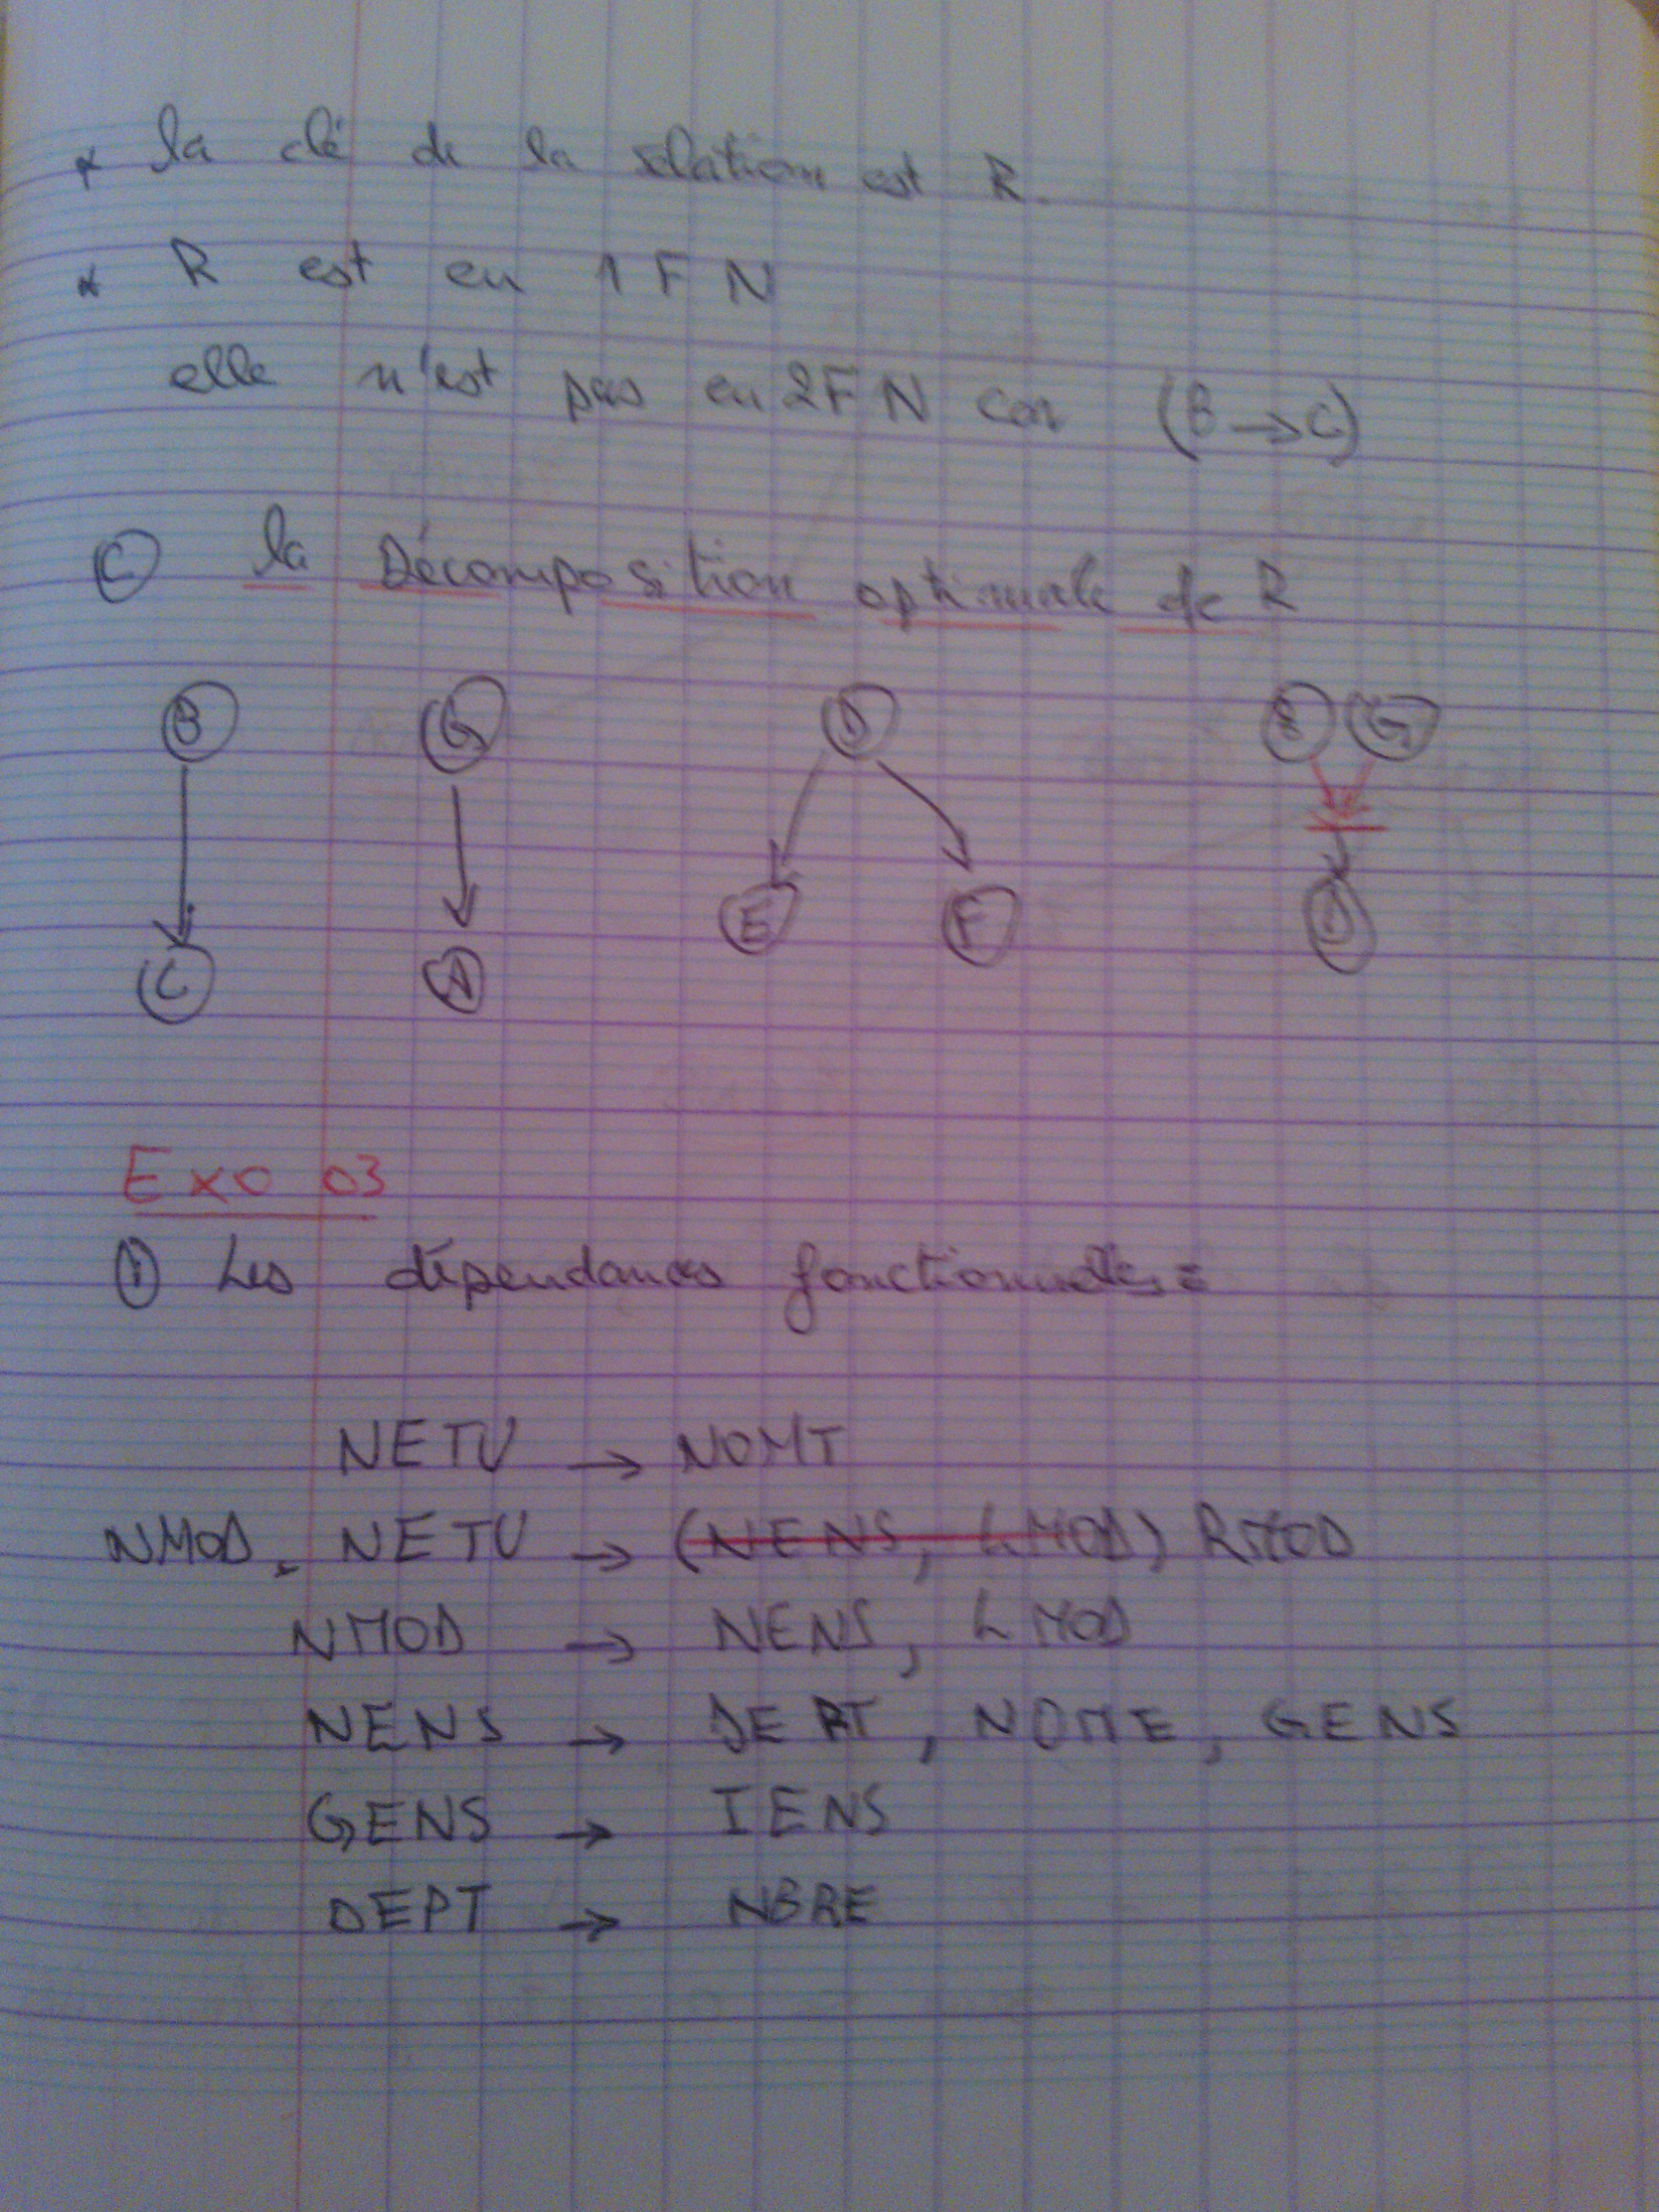 * la clé de la relation est R.
* R est en 1FN
elle n'est pas en 2FN car (B → C)
C la Décomposition optimale de R
B G D B G
C A E F D
Exo 03
① Les dépendances fonctionnelles =
NETU → NOMT
NMOD, NETU → (NENS, LMOD) RMOD
NMOD → NENS, LMOD
NENS → DEPT, NOME, GENS
GENS → IENS
DEPT → NBRE